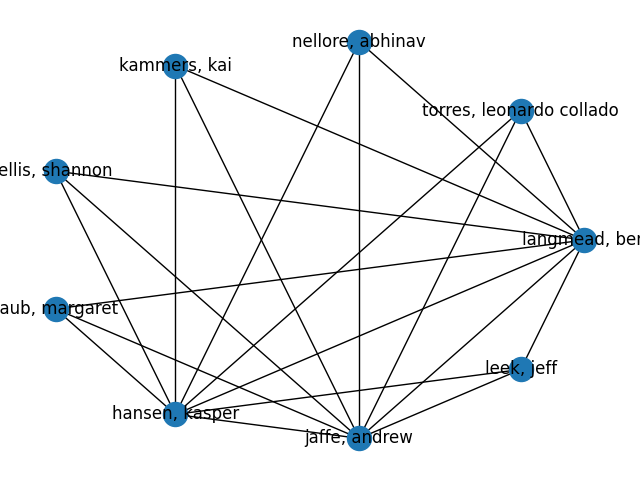 nellore, abhinav
kammers, kai
torres, leonardo collado
ellis, shannon
langmead, ben
aub, margaret
leek, jeff
hansen, kasper
jaffe, andrew